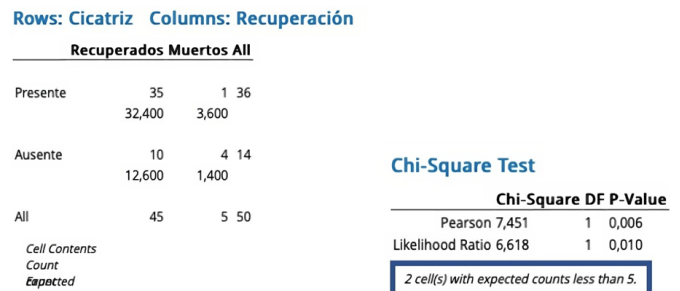 Rows: Cicatriz Columns: Recuperación
Recuperados Muertos All
Presente 35 1 36
32,400 3,600
Ausente 10 4 14
12,600 1,400
All 45 5 50
Cell Contents
Count
Expected
Chi-Square Test
Chi-Square DF P-Value
Pearson 7,451 1 0,006
Likelihood Ratio 6,618 1 0,010
2 cell(s) with expected counts less than 5.